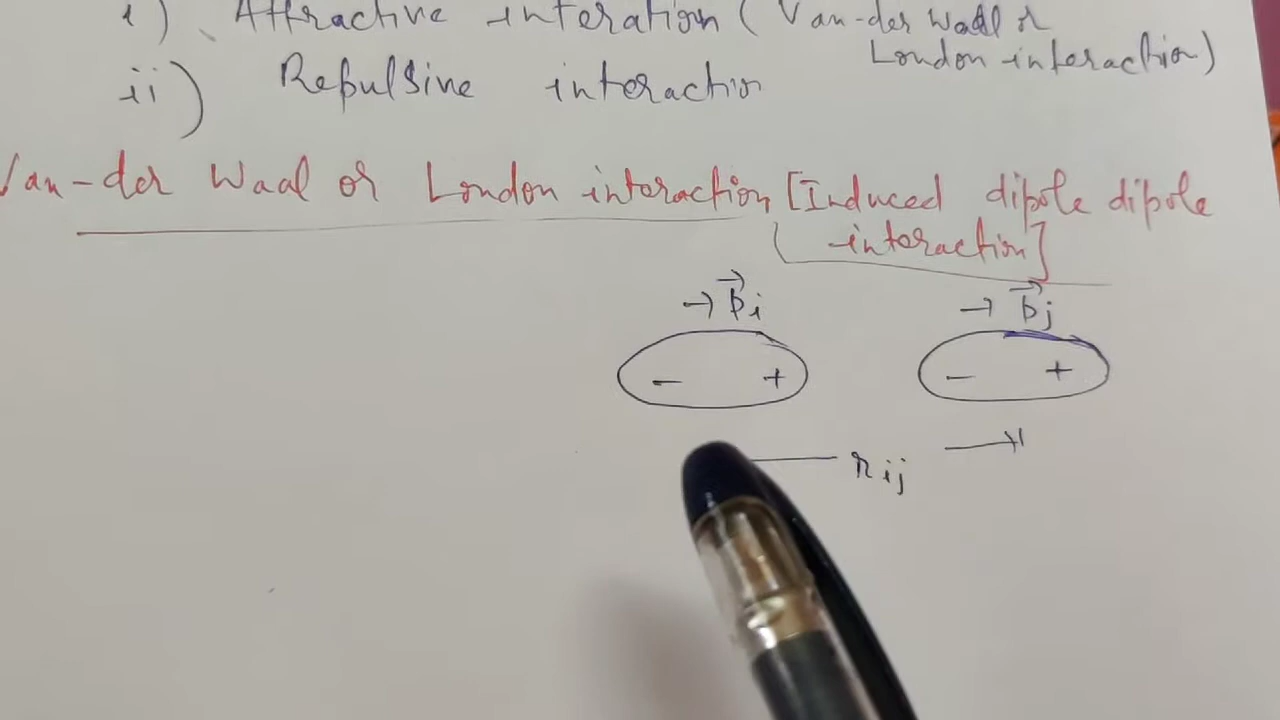 i) Attractive interation ( Van-der Waal or
London interaction)
ii) Repulsive interaction
Van-der Waal or London interaction [Induced dipole dipole
interaction]
→ p⃗i → p⃗j
- + - +
rij